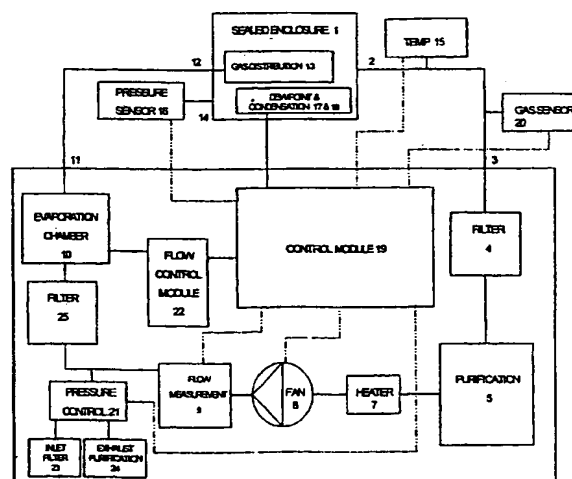 SEALED ENCLOSURE 1
12
2
TEMP 15
GAS DISTRIBUTION 13
PRESSURE
SENSOR 16
DEWPOINT &
CONDENSATION 17 & 18
14
GAS SENSOR
20
11
3
EVAPORATION
CHAMBER
10
FLOW
CONTROL
MODULE
22
CONTROL MODULE 19
FILTER
4
FILTER
25
PRESSURE
CONTROL 21
FLOW
MEASUREMENT
9
FAN
8
HEATER
7
PURIFICATION
5
INLET
FILTER
23
EXHAUST
PURIFICATION
24